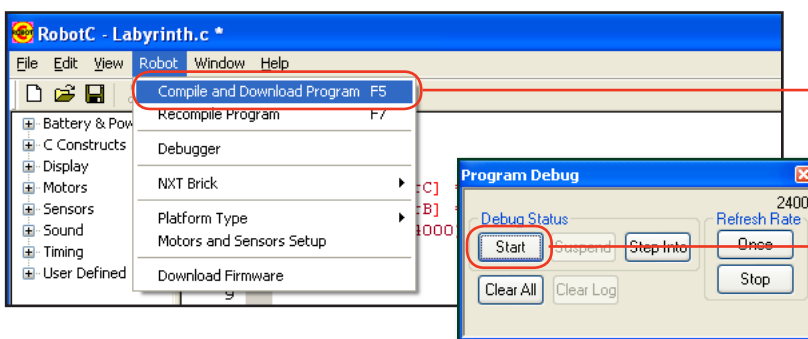 RobotC - Labyrinth.c *
File Edit View Robot Window Help
Compile and Download Program F5
Recompile Program F7
Debugger
NXT Brick
Platform Type
Motors and Sensors Setup
Download Firmware
Battery & Pow
C Constructs
Display
Motors
Sensors
Sound
Timing
User Defined
C] =
B] =
4000
9
Program Debug
2400
Debug Status
Refresh Rate
Start Suspend Step Into
Once
Clear All Clear Log
Stop